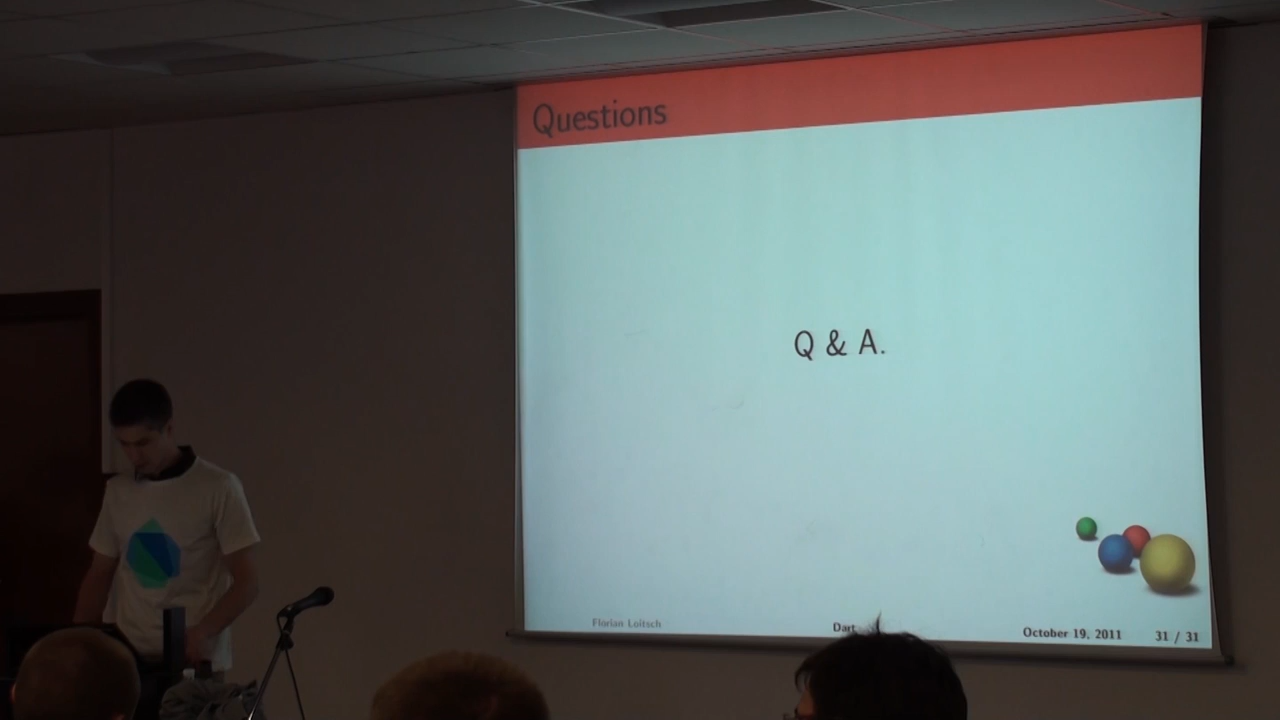 Questions
Q & A.
Florian Loitsch
Dart
October 19, 2011
31 / 31